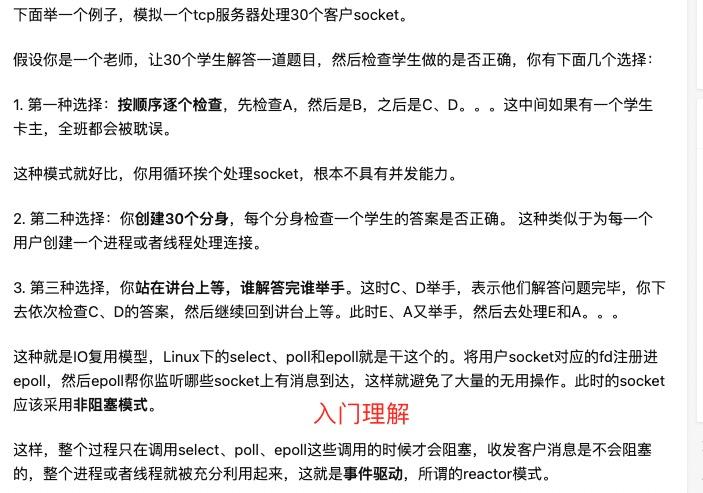 下面举一个例子，模拟一个tcp服务器处理30个客户socket。
假设你是一个老师，让30个学生解答一道题目，然后检查学生做的是否正确，你有下面几个选择：
1. 第一种选择：按顺序逐个检查，先检查A，然后是B，之后是C、D。。。这中间如果有一个学生
卡主，全班都会被耽误。
这种模式就好比，你用循环挨个处理socket，根本不具有并发能力。
2. 第二种选择：你创建30个分身，每个分身检查一个学生的答案是否正确。 这种类似于为每一个
用户创建一个进程或者线程处理连接。
3. 第三种选择，你站在讲台上等，谁解答完谁举手。这时C、D举手，表示他们解答问题完毕，你下
去依次检查C、D的答案，然后继续回到讲台上等。此时E、A又举手，然后去处理E和A。。。
这种就是IO复用模型，Linux下的select、poll和epoll就是干这个的。将用户socket对应的fd注册进
epoll，然后epoll帮你监听哪些socket上有消息到达，这样就避免了大量的无用操作。此时的socket
应该采用非阻塞模式。
入门理解
这样，整个过程只在调用select、poll、epoll这些调用的时候才会阻塞，收发客户消息是不会阻塞
的，整个进程或者线程就被充分利用起来，这就是事件驱动，所谓的reactor模式。